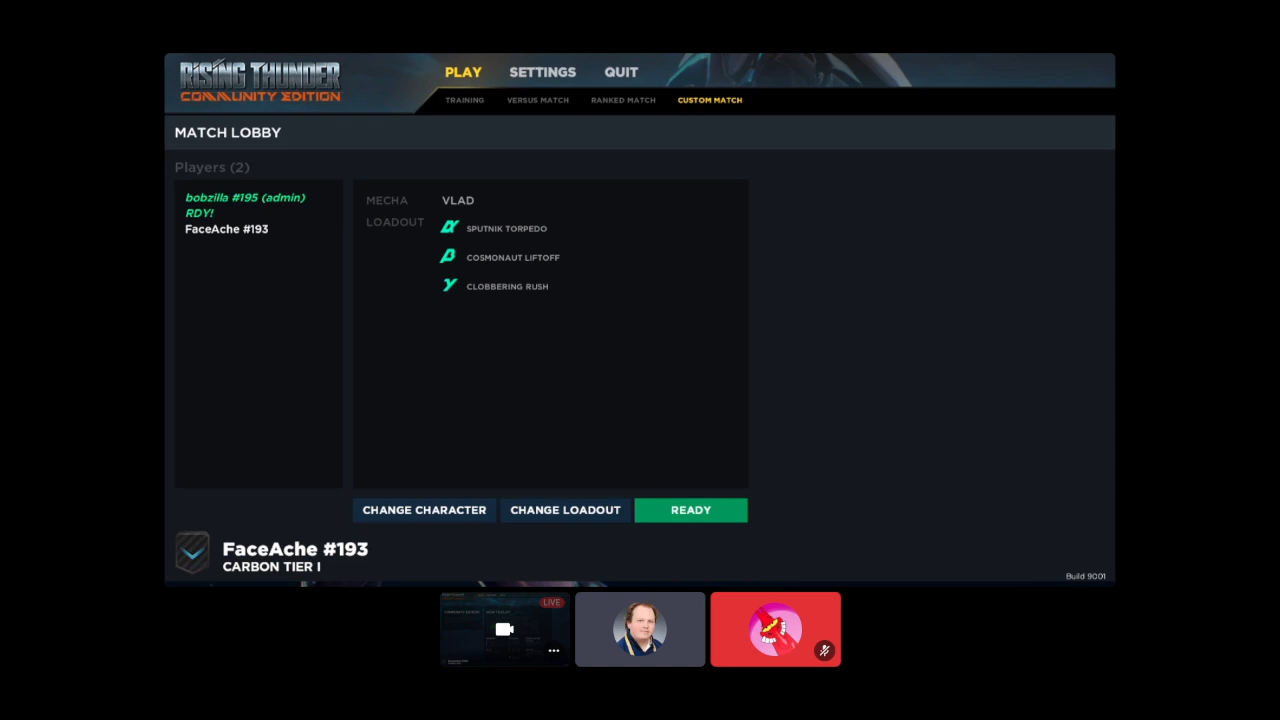 RISING THUNDER
COMMUNITY EDITION
PLAY SETTINGS QUIT
TRAINING VERSUS MATCH RANKED MATCH CUSTOM MATCH
MATCH LOBBY
Players (2)
bobzilla #195 (admin)
RDY!
FaceAche #193
MECHA VLAD
LOADOUT
α SPUTNIK TORPEDO
β COSMONAUT LIFTOFF
γ CLOBBERING RUSH
CHANGE CHARACTER CHANGE LOADOUT READY
FaceAche #193
CARBON TIER I
Build 9001
LIVE